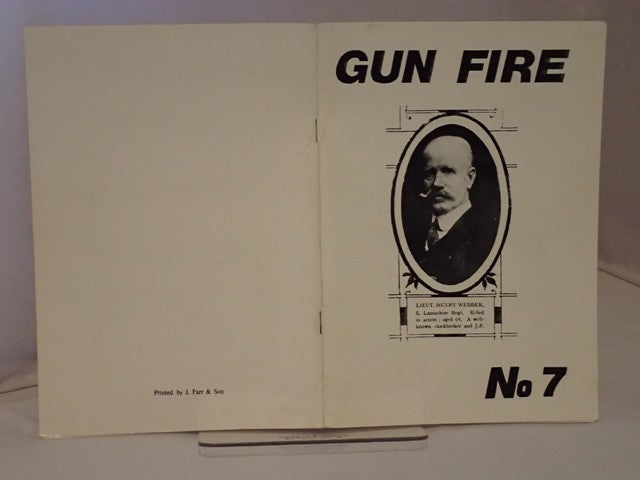 GUN FIRE
LIEUT. HENRY WEBBER,
S. Lancashire Regt. Killed
in action; aged 68. A well-
known stockbroker and J.P.
No 7
Printed by J. Farr & Son